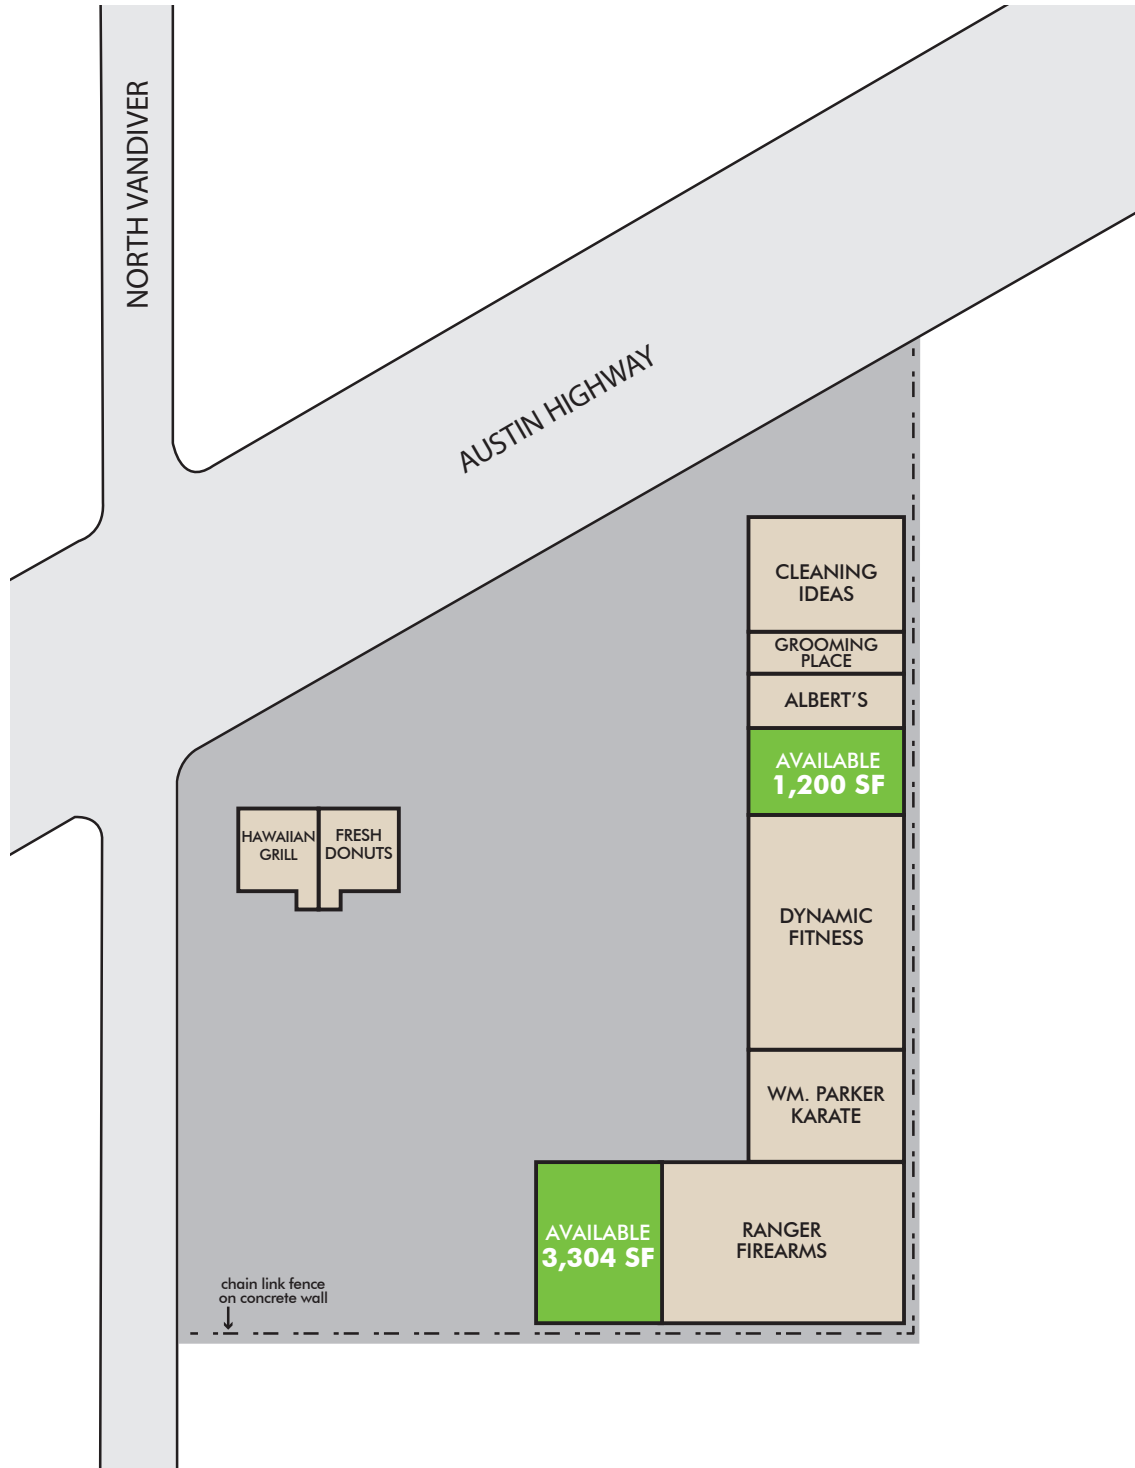 NORTH VANDIVER
AUSTIN HIGHWAY
CLEANING
IDEAS
GROOMING
PLACE
ALBERT'S
AVAILABLE
1,200 SF
HAWAIIAN
GRILL
FRESH
DONUTS
DYNAMIC
FITNESS
WM. PARKER
KARATE
AVAILABLE
3,304 SF
RANGER
FIREARMS
chain link fence
on concrete wall